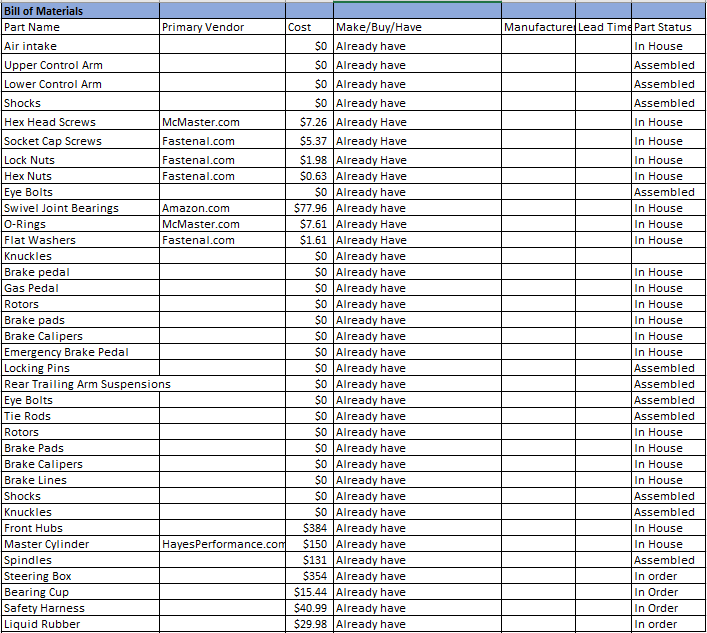 Bill of Materials
Part Name Primary Vendor Cost Make/Buy/Have Manufacturer Lead Time Part Status
Air intake $0 Already have In House
Upper Control Arm $0 Already have Assembled
Lower Control Arm $0 Already have Assembled
Shocks $0 Already have Assembled
Hex Head Screws McMaster.com $7.26 Already Have In House
Socket Cap Screws Fastenal.com $5.37 Already Have In House
Lock Nuts Fastenal.com $1.98 Already Have In House
Hex Nuts Fastenal.com $0.63 Already Have In House
Eye Bolts $0 Already have Assembled
Swivel Joint Bearings Amazon.com $77.96 Already have In House
O-Rings McMaster.com $7.61 Already Have In House
Flat Washers Fastenal.com $1.61 Already Have In House
Knuckles $0 Already have
Brake pedal $0 Already have In House
Gas Pedal $0 Already have In House
Rotors $0 Already have In House
Brake pads $0 Already have In House
Brake Calipers $0 Already have In House
Emergency Brake Pedal $0 Already have In House
Locking Pins $0 Already have Assembled
Rear Trailing Arm Suspensions $0 Already have Assembled
Eye Bolts $0 Already have Assembled
Tie Rods $0 Already have Assembled
Rotors $0 Already have In House
Brake Pads $0 Already have In House
Brake Calipers $0 Already have In House
Brake Lines $0 Already have In House
Shocks $0 Already have Assembled
Knuckles $0 Already have Assembled
Front Hubs $384 Already have In House
Master Cylinder HayesPerformance.com $150 Already have In House
Spindles $131 Already have Assembled
Steering Box $354 Already have In order
Bearing Cup $15.44 Already have In Order
Safety Harness $40.99 Already have In Order
Liquid Rubber $29.98 Already have In order